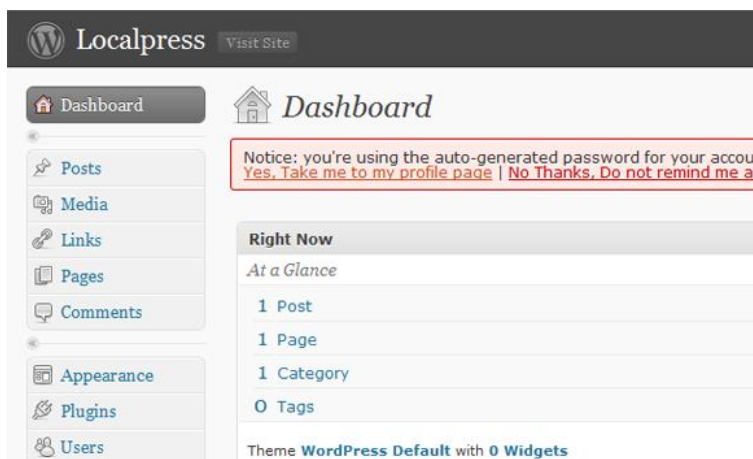 Localpress Visit Site
Dashboard
Posts
Media
Links
Pages
Comments
Appearance
Plugins
Users
Dashboard
Notice: you're using the auto-generated password for your
Yes, Take me to my profile page | No Thanks, Do not remind me
Right Now
At a Glance
1 Post
1 Page
1 Category
0 Tags
Theme WordPress Default with 0 Widgets